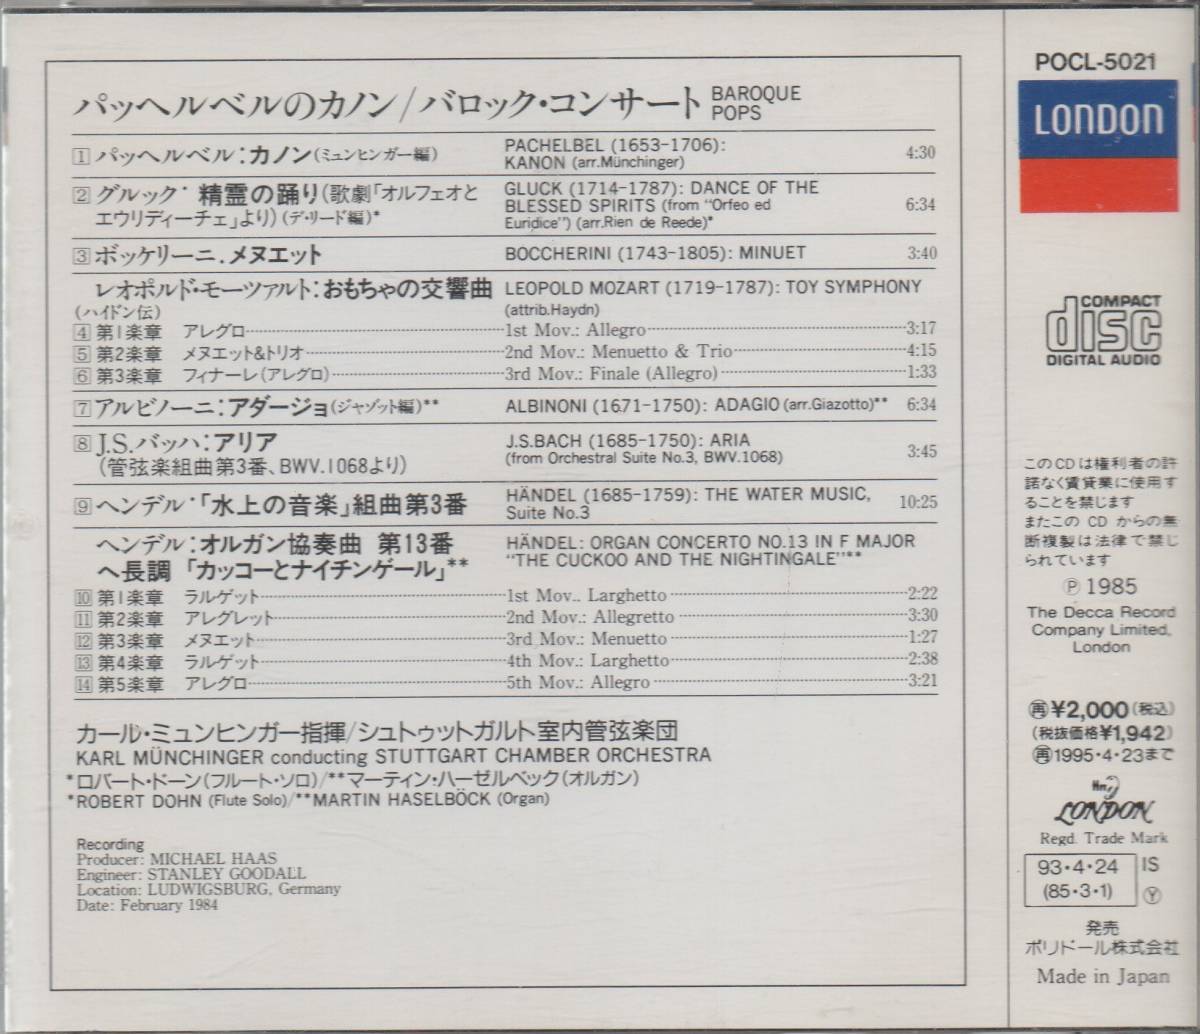 パッヘルベルのカノン/バロック・コンサート BAROQUE POPS
1 パッヘルベル:カノン(ミュンヒンガー編) PACHELBEL (1653-1706): KANON (arr.Münchinger) 4:30
2 グルック:精霊の踊り(歌劇「オルフェオとエウリディーチェ」より)(デ・リード編)* GLUCK (1714-1787): DANCE OF THE BLESSED SPIRITS (from "Orfeo ed Euridice") (arr.Rien de Reede)* 6:34
3 ボッケリーニ.メヌエット BOCCHERINI (1743-1805): MINUET 3:40
レオポルド・モーツァルト:おもちゃの交響曲 LEOPOLD MOZART (1719-1787): TOY SYMPHONY
(ハイドン伝) (attrib.Haydn)
4 第1楽章 アレグロ 1st Mov.: Allegro 3:17
5 第2楽章 メヌエット&トリオ 2nd Mov.: Menuetto & Trio 4:15
6 第3楽章 フィナーレ(アレグロ) 3rd Mov.: Finale (Allegro) 1:33
7 アルビノーニ:アダージョ(ジャゾット編)** ALBINONI (1671-1750): ADAGIO (arr.Giazotto)** 6:34
8 J.S.バッハ:アリア J.S.BACH (1685-1750): ARIA 3:45
(管弦楽組曲第3番、BWV.1068より) (from Orchestral Suite No.3, BWV.1068)
9 ヘンデル:「水上の音楽」組曲第3番 HÄNDEL (1685-1759): THE WATER MUSIC, Suite No.3 10:25
ヘンデル:オルガン協奏曲 第13番 HÄNDEL: ORGAN CONCERTO NO.13 IN F MAJOR
ヘ長調 「カッコーとナイチンゲール」** "THE CUCKOO AND THE NIGHTINGALE"**
10 第1楽章 ラルゲット 1st Mov.. Larghetto 2:22
11 第2楽章 アレグレット 2nd Mov.: Allegretto 3:30
12 第3楽章 メヌエット 3rd Mov.: Menuetto 1:27
13 第4楽章 ラルゲット 4th Mov.: Larghetto 2:38
14 第5楽章 アレグロ 5th Mov.: Allegro 3:21
カール・ミュンヒンガー指揮/シュトゥットガルト室内管弦楽団
KARL MÜNCHINGER conducting STUTTGART CHAMBER ORCHESTRA
*ロバート・ドーン(フルート・ソロ)/**マーティン・ハーゼルベック(オルガン)
*ROBERT DOHN (Flute Solo)/**MARTIN HASELBÖCK (Organ)
Recording
Producer: MICHAEL HAAS
Engineer: STANLEY GOODALL
Location: LUDWIGSBURG, Germany
Date: February 1984
POCL-5021
LONDON
COMPACT
disc
DIGITAL AUDIO
このCDは権利者の許
諾なく賃貸業に使用す
ることを禁じます
またこの CD からの無
断複製は法律で禁じ
られています
Ⓟ 1985
The Decca Record
Company Limited,
London
再¥2,000(税込)
(税抜価格¥1,942)
再1995・4・23まで
LONDON
Regd. Trade Mark
93・4・24 IS
(85・3・1) Ⓨ
発売
ポリドール株式会社
Made in Japan